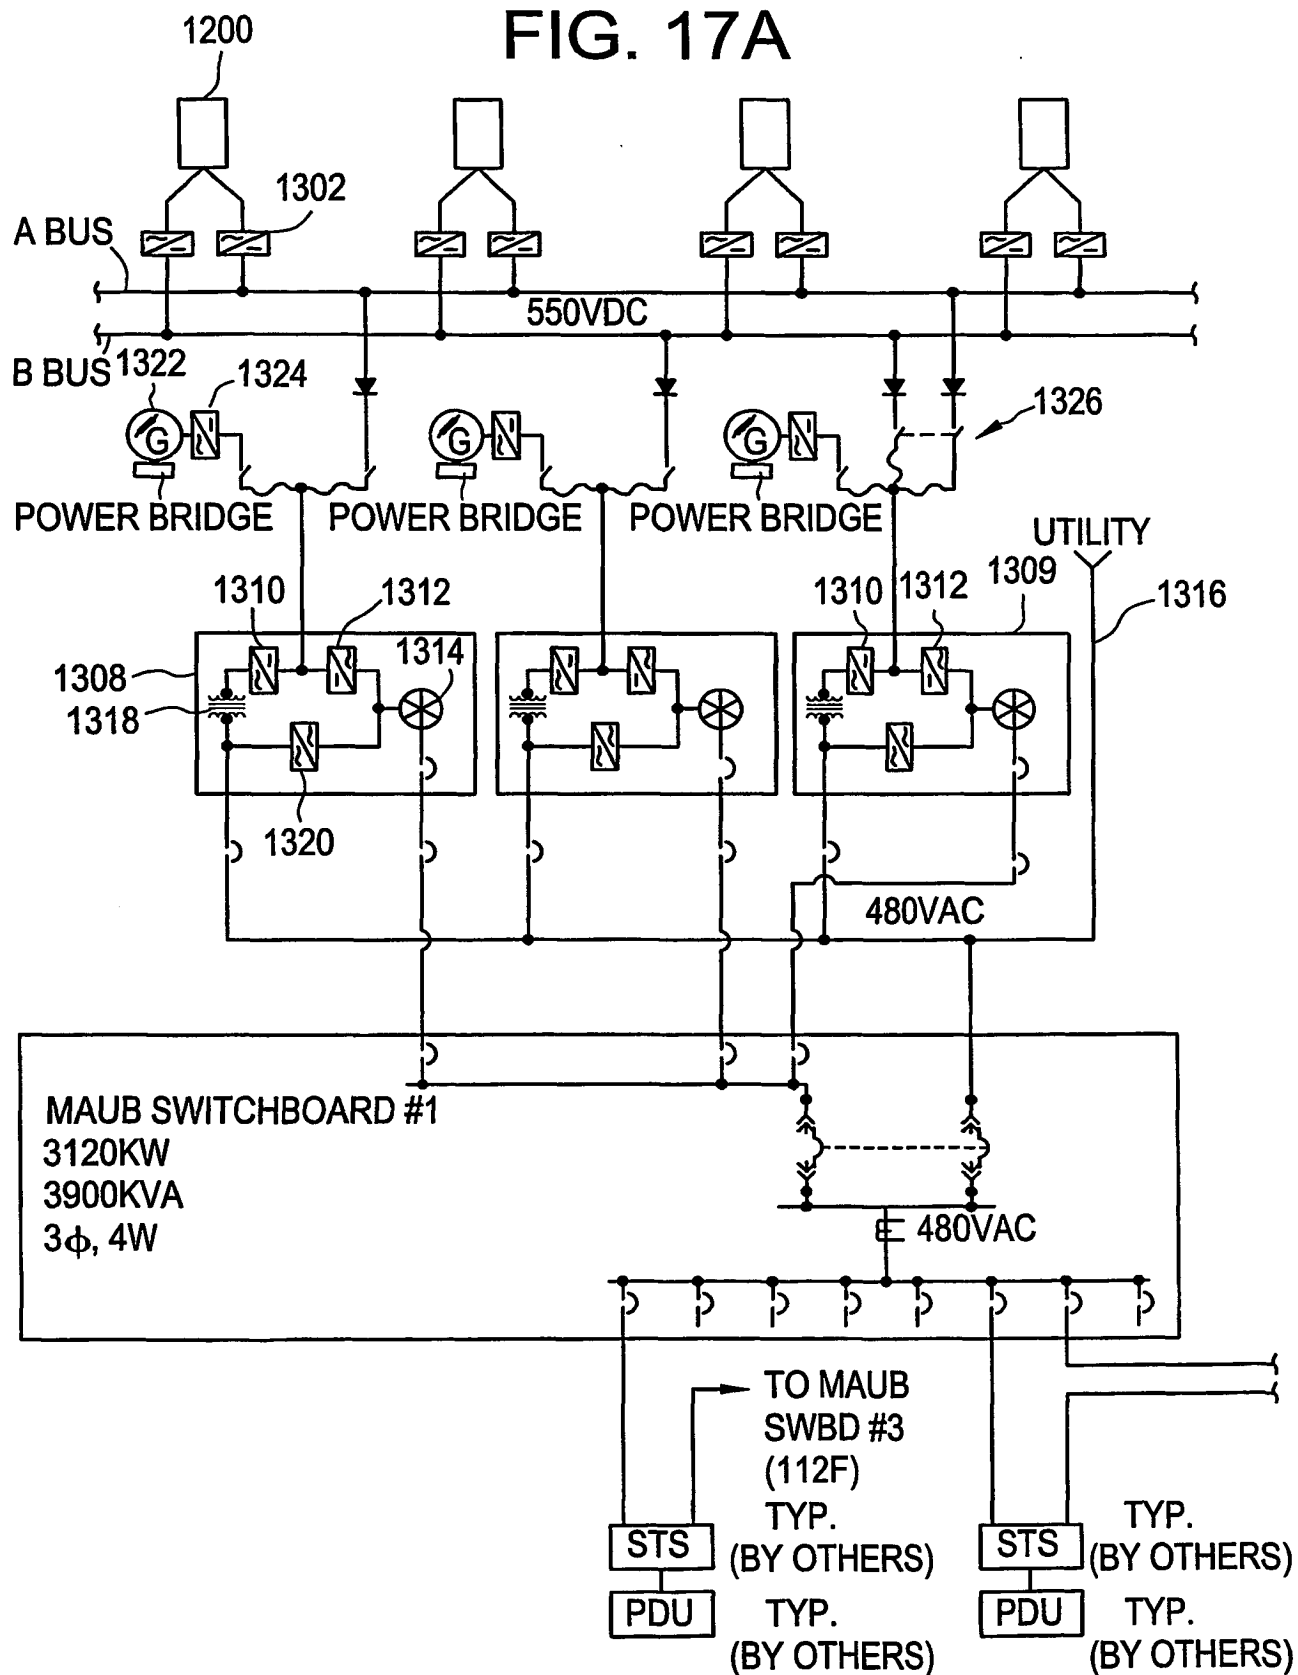 FIG. 17A
1200
1302
A BUS
550VDC
B BUS
1322
1324
1326
G
G
G
POWER BRIDGE
POWER BRIDGE
POWER BRIDGE
UTILITY
1310
1312
1314
1310
1312
1309
1316
1308
1318
1320
480VAC
MAUB SWITCHBOARD #1
3120KW
3900KVA
3ϕ, 4W
480VAC
TO MAUB
SWBD #3
(112F)
STS
TYP.
(BY OTHERS)
STS
TYP.
(BY OTHERS)
PDU
TYP.
(BY OTHERS)
PDU
TYP.
(BY OTHERS)